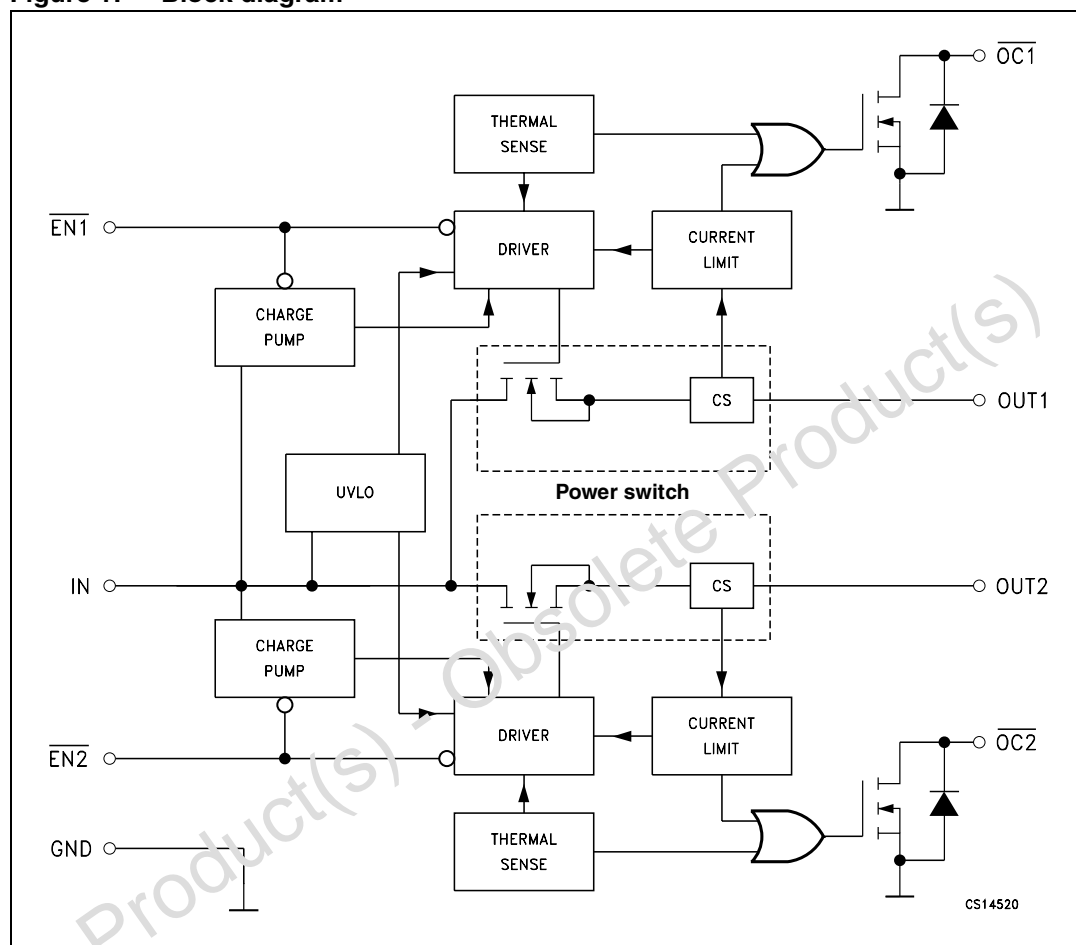 Figure 1. Block diagram
OC1
THERMAL
SENSE
EN1
DRIVER
CURRENT
LIMIT
CHARGE
PUMP
CS
OUT1
UVLO
Power switch
IN
CS
OUT2
CHARGE
PUMP
EN2
DRIVER
CURRENT
LIMIT
OC2
GND
THERMAL
SENSE
CS14520
Product(s) - Obsolete Product(s)